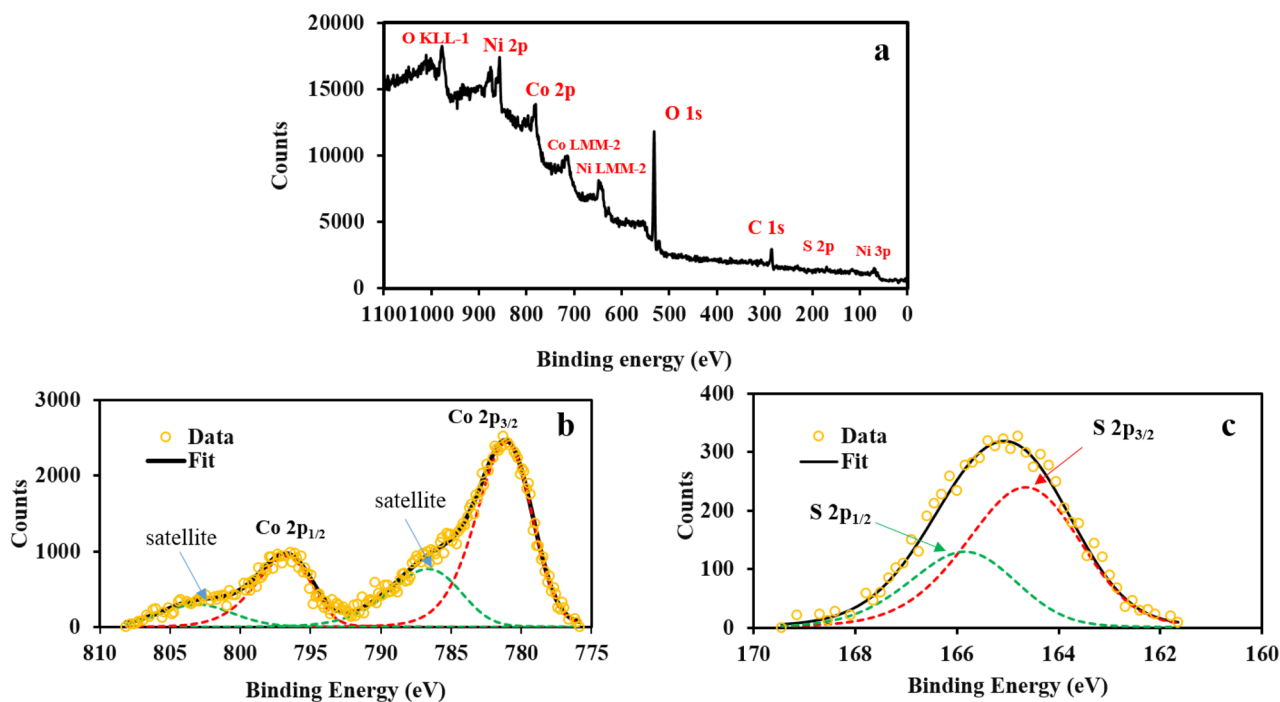 a
20000
15000
10000
5000
0
Counts
O KLL-1
Ni 2p
Co 2p
Co LMM-2
Ni LMM-2
O 1s
C 1s
S 2p
Ni 3p
1100 1000 900 800 700 600 500 400 300 200 100 0
Binding energy (eV)
b
3000
2000
1000
0
Counts
Data
Fit
Co 2p3/2
satellite
Co 2p1/2
satellite
810 805 800 795 790 785 780 775
Binding Energy (eV)
c
400
300
200
100
0
Counts
Data
Fit
S 2p3/2
S 2p1/2
170 168 166 164 162 160
Binding Energy (eV)